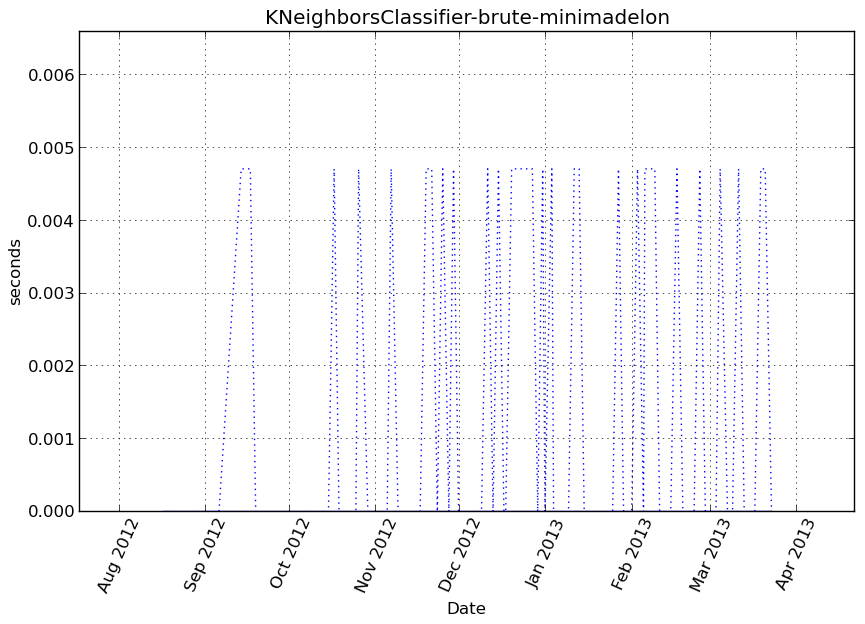 KNeighborsClassifier-brute-minimadelon
0.006
0.005
0.004
0.003
0.002
0.001
0.000
seconds
Aug 2012
Sep 2012
Oct 2012
Nov 2012
Dec 2012
Jan 2013
Feb 2013
Mar 2013
Apr 2013
Date